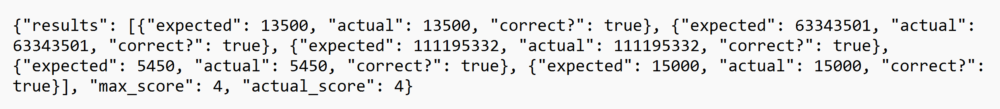 {"results": [{"expected": 13500, "actual": 13500, "correct?": true}, {"expected": 63343501, "actual":
63343501, "correct?": true}, {"expected": 111195332, "actual": 111195332, "correct?": true},
{"expected": 5450, "actual": 5450, "correct?": true}, {"expected": 15000, "actual": 15000, "correct?":
true}], "max_score": 4, "actual_score": 4}